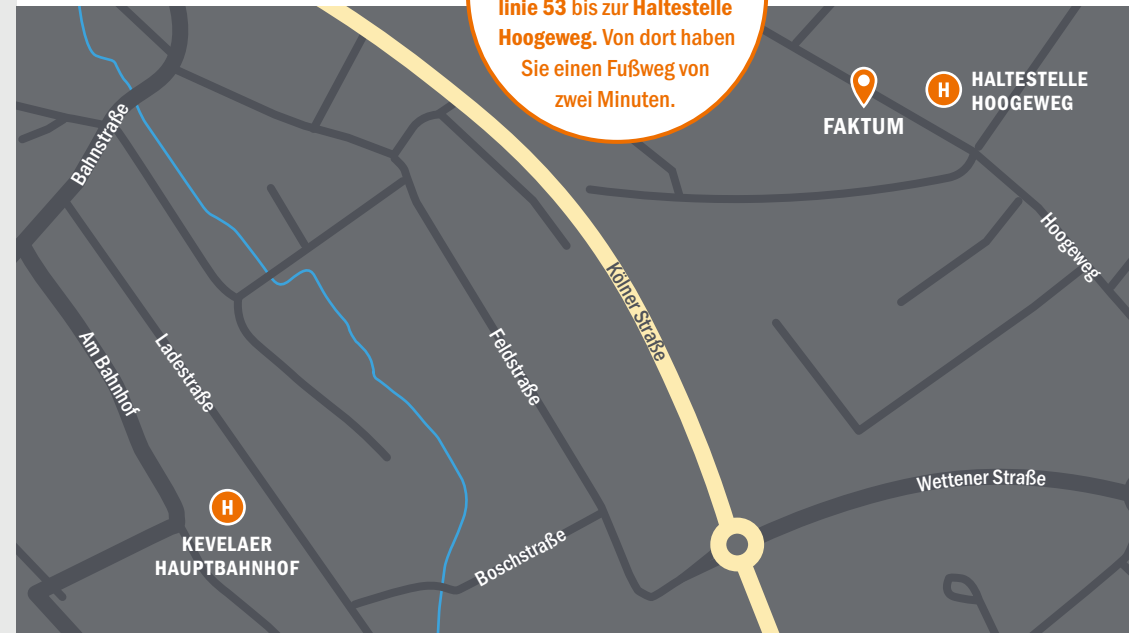 linie 53 bis zur Haltestelle
Hoogeweg. Von dort haben
Sie einen Fußweg von
zwei Minuten.
HALTESTELLE
HOOGEWEG
FAKTUM
H
Bahnstraße
Hoogeweg
Kölner Straße
Am Bahnhof
Ladestraße
Feldstraße
Wettener Straße
H
KEVELAER
HAUPTBAHNHOF
Boschstraße